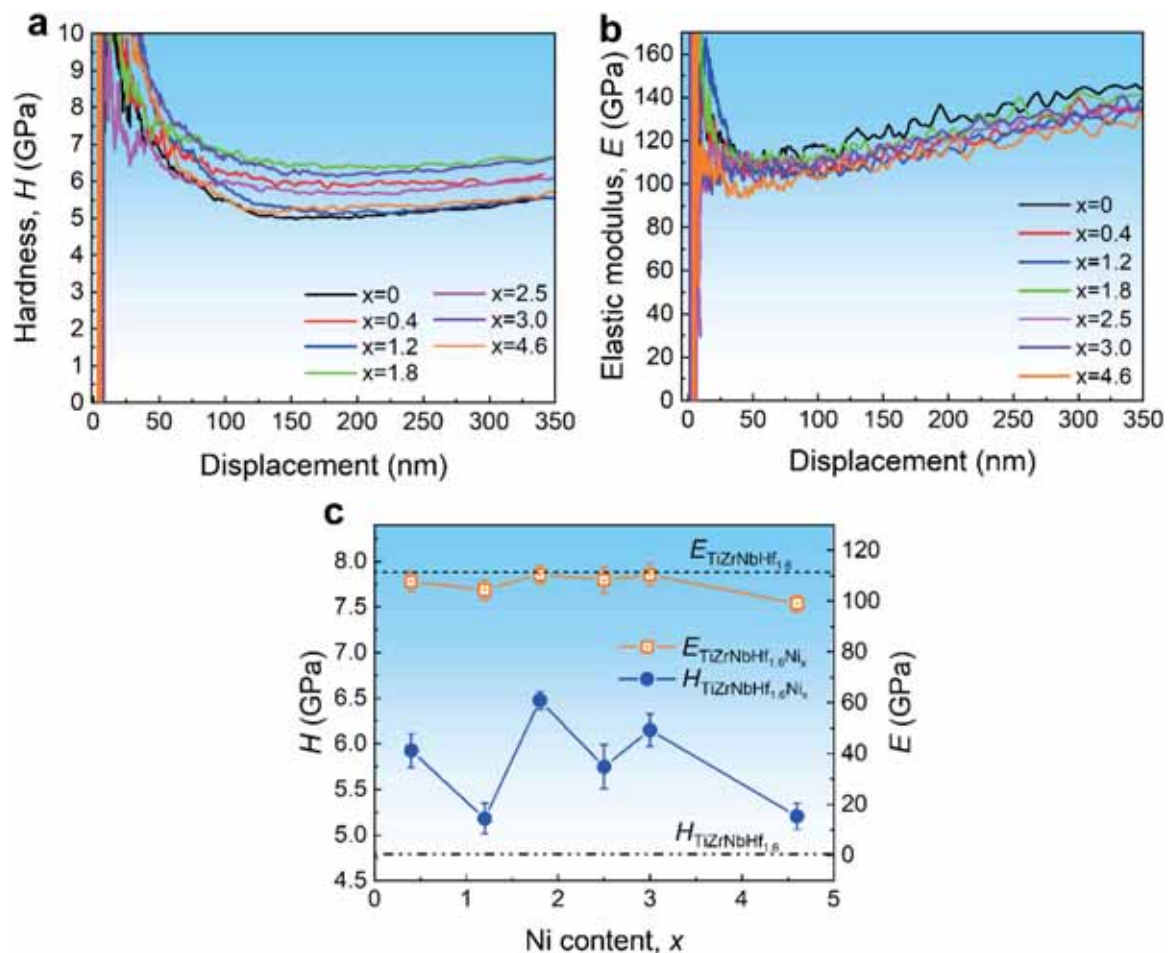 a
10
9
8
7
6
5
4
3
2
1
0
Hardness, H (GPa)
x=0
x=0.4
x=1.2
x=1.8
x=2.5
x=3.0
x=4.6
0 50 100 150 200 250 300 350
Displacement (nm)
b
160
140
120
100
80
60
40
20
0
Elastic modulus, E (GPa)
x=0
x=0.4
x=1.2
x=1.8
x=2.5
x=3.0
x=4.6
0 50 100 150 200 250 300 350
Displacement (nm)
c
8.0
7.5
7.0
6.5
6.0
5.5
5.0
4.5
H (GPa)
E TiZrNbHf1.6
E TiZrNbHf1.6Nix
H TiZrNbHf1.6Nix
H TiZrNbHf1.6
120
100
80
60
40
20
0
E (GPa)
0 1 2 3 4 5
Ni content, x